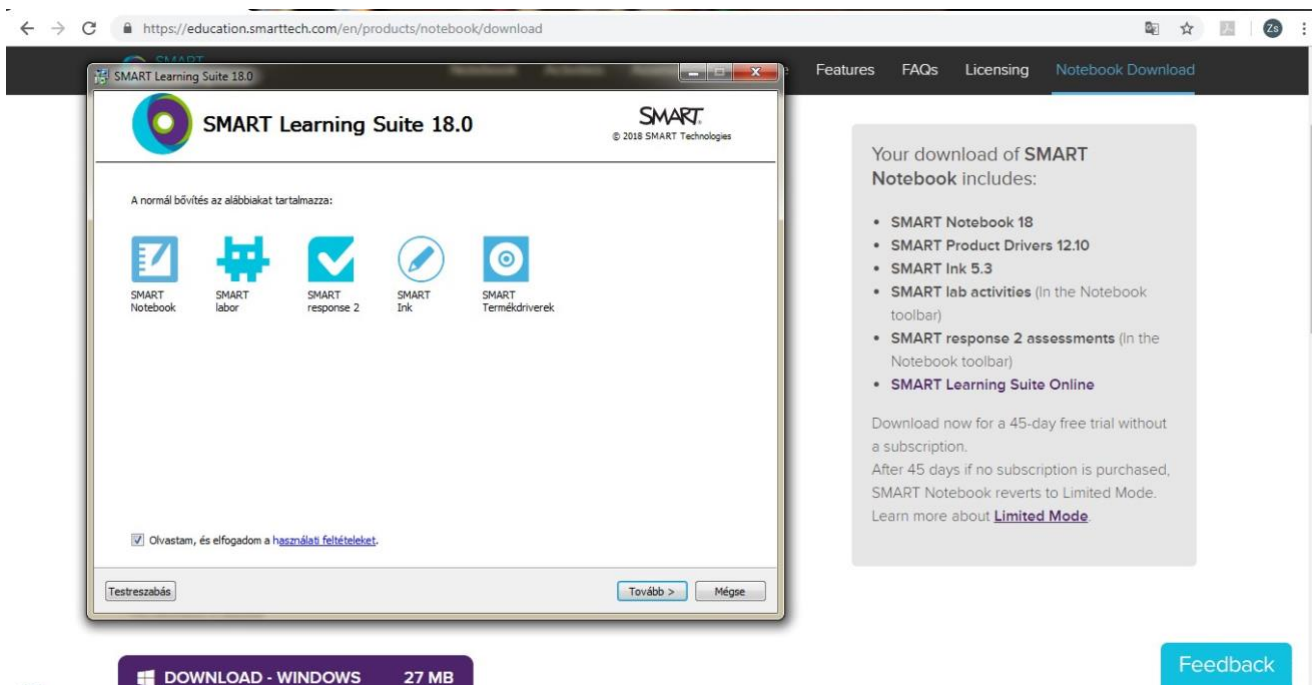 https://education.smarttech.com/en/products/notebook/download
Zs
SMART
SMART Learning Suite 18.0
Features FAQs Licensing Notebook Download
SMART Learning Suite 18.0
SMART
© 2018 SMART Technologies
A normál bővítés az alábbiakat tartalmazza:
SMART Notebook
SMART labor
SMART response 2
SMART Ink
SMART Termékdriverek
Olvastam, és elfogadom a használati feltételeket.
Testreszabás
Tovább >
Mégse
Your download of SMART
Notebook includes:
• SMART Notebook 18
• SMART Product Drivers 12.10
• SMART Ink 5.3
• SMART lab activities (In the Notebook
toolbar)
• SMART response 2 assessments (In the
Notebook toolbar)
• SMART Learning Suite Online
Download now for a 45-day free trial without
a subscription.
After 45 days if no subscription is purchased,
SMART Notebook reverts to Limited Mode.
Learn more about Limited Mode.
DOWNLOAD - WINDOWS 27 MB
Feedback